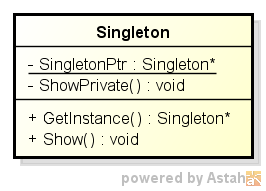 Singleton
- SingletonPtr : Singleton*
- ShowPrivate() : void
+ GetInstance() : Singleton*
+ Show() : void
powered by Astah